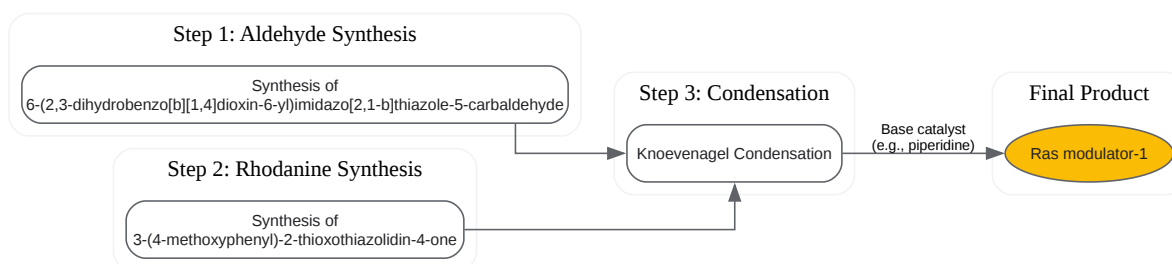 Step 1: Aldehyde Synthesis
Synthesis of
6-(2,3-dihydrobenzo[b][1,4]dioxin-6-yl)imidazo[2,1-b]thiazole-5-carbaldehyde
Step 2: Rhodanine Synthesis
Synthesis of
3-(4-methoxyphenyl)-2-thioxothiazolidin-4-one
Step 3: Condensation
Knoevenagel Condensation
Base catalyst
(e.g., piperidine)
Final Product
Ras modulator-1